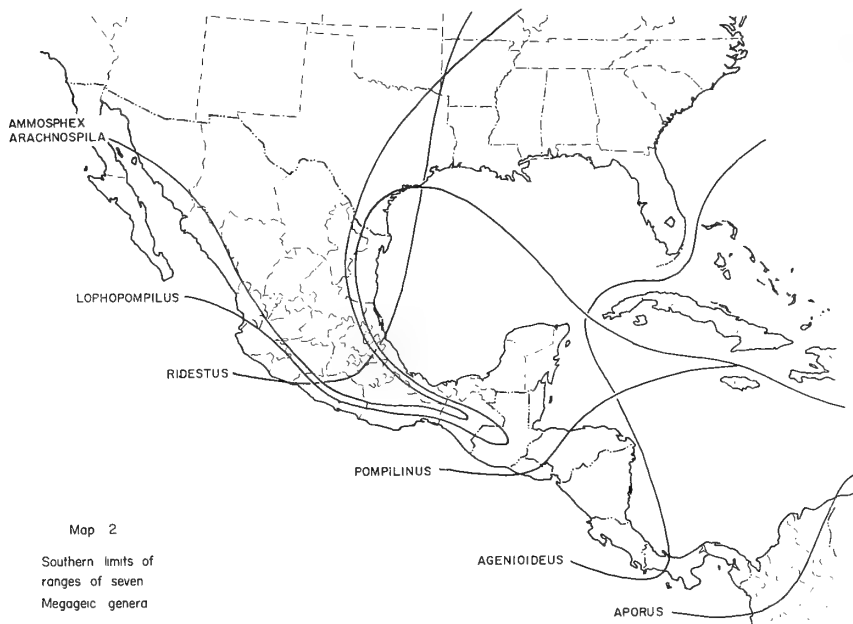 AMMOSPHEX
ARACHNOSPILA
LOPHOPOMPILUS
RIDESTUS
POMPILINUS
Map 2
Southern limits of
ranges of seven
Megageic genera
AGENIOIDEUS
APORUS